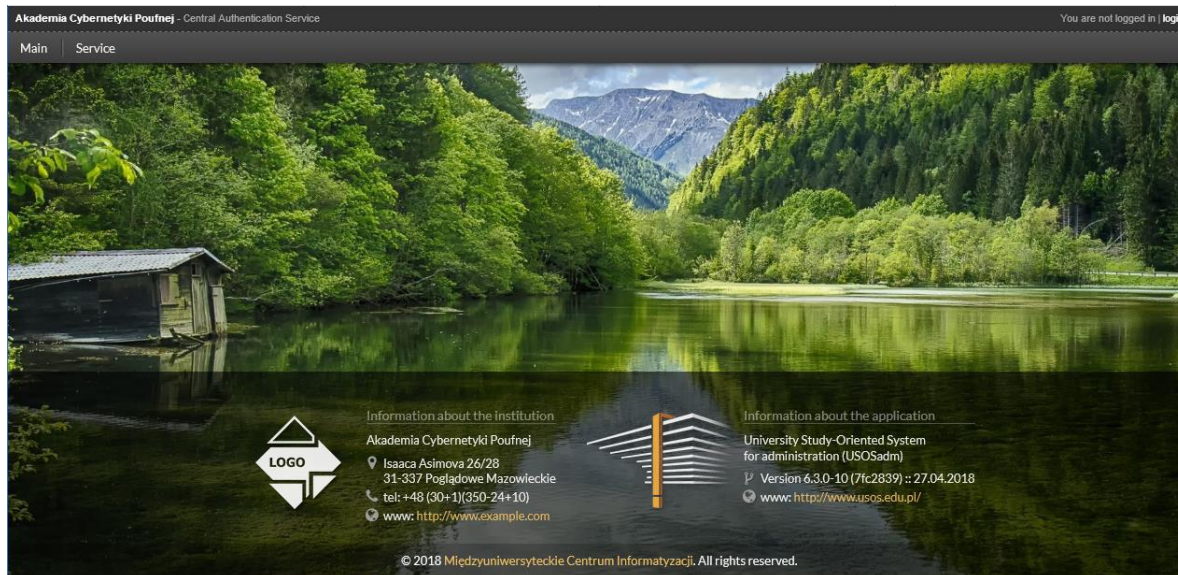 Akademia Cybernetyki Poufnej - Central Authentication Service
You are not logged in | logi
Main
Service
Information about the institution
Akademia Cybernetyki Poufnej
Isaaca Asimova 26/28
31-337 Poglądowe Mazowieckie
tel: +48 (30+1)(350-24+10)
www: http://www.example.com
LOGO
Information about the application
University Study-Oriented System
for administration (USOSadm)
Version 6.3.0-10 (7fc2839) :: 27.04.2018
www: http://www.usos.edu.pl/
© 2018 Międzyuniwersyteckie Centrum Informatyzacji. All rights reserved.